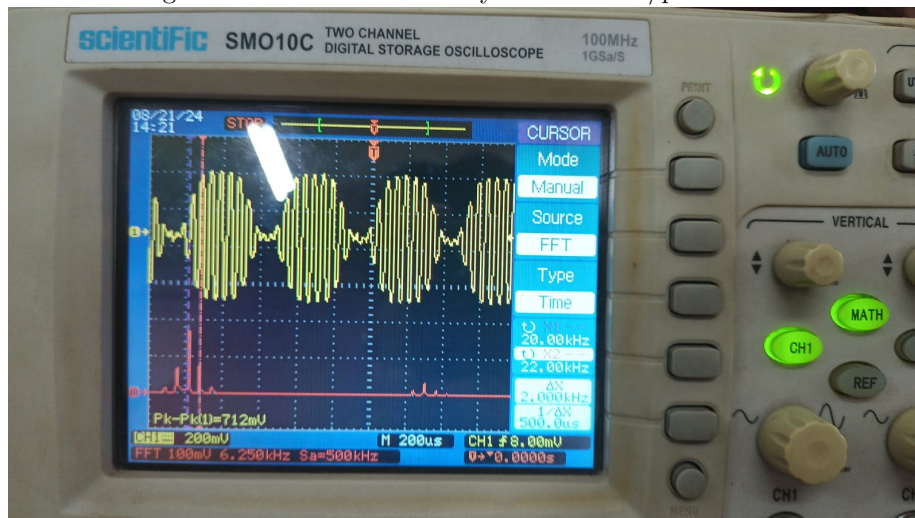 scientiFic SMO10C TWO CHANNEL
DIGITAL STORAGE OSCILLOSCOPE
100MHz
1GSa/S
PRINT
08/21/24
14:21
STOP
T
T
CURSOR
Mode
Manual
Source
FFT
Type
Time
20.00kHz
X2
22.00kHz
ΔX
2.000kHz
1/ΔX
500.0us
1
Pk-Pk(1)=712mV
CH1 200mV
M 200us
CH1 8.00mV
FFT 100mV 6.250kHz Sa=500kHz
0.0000s
AUTO
VERTICAL
MATH
CH1
REF
CH1
MENU